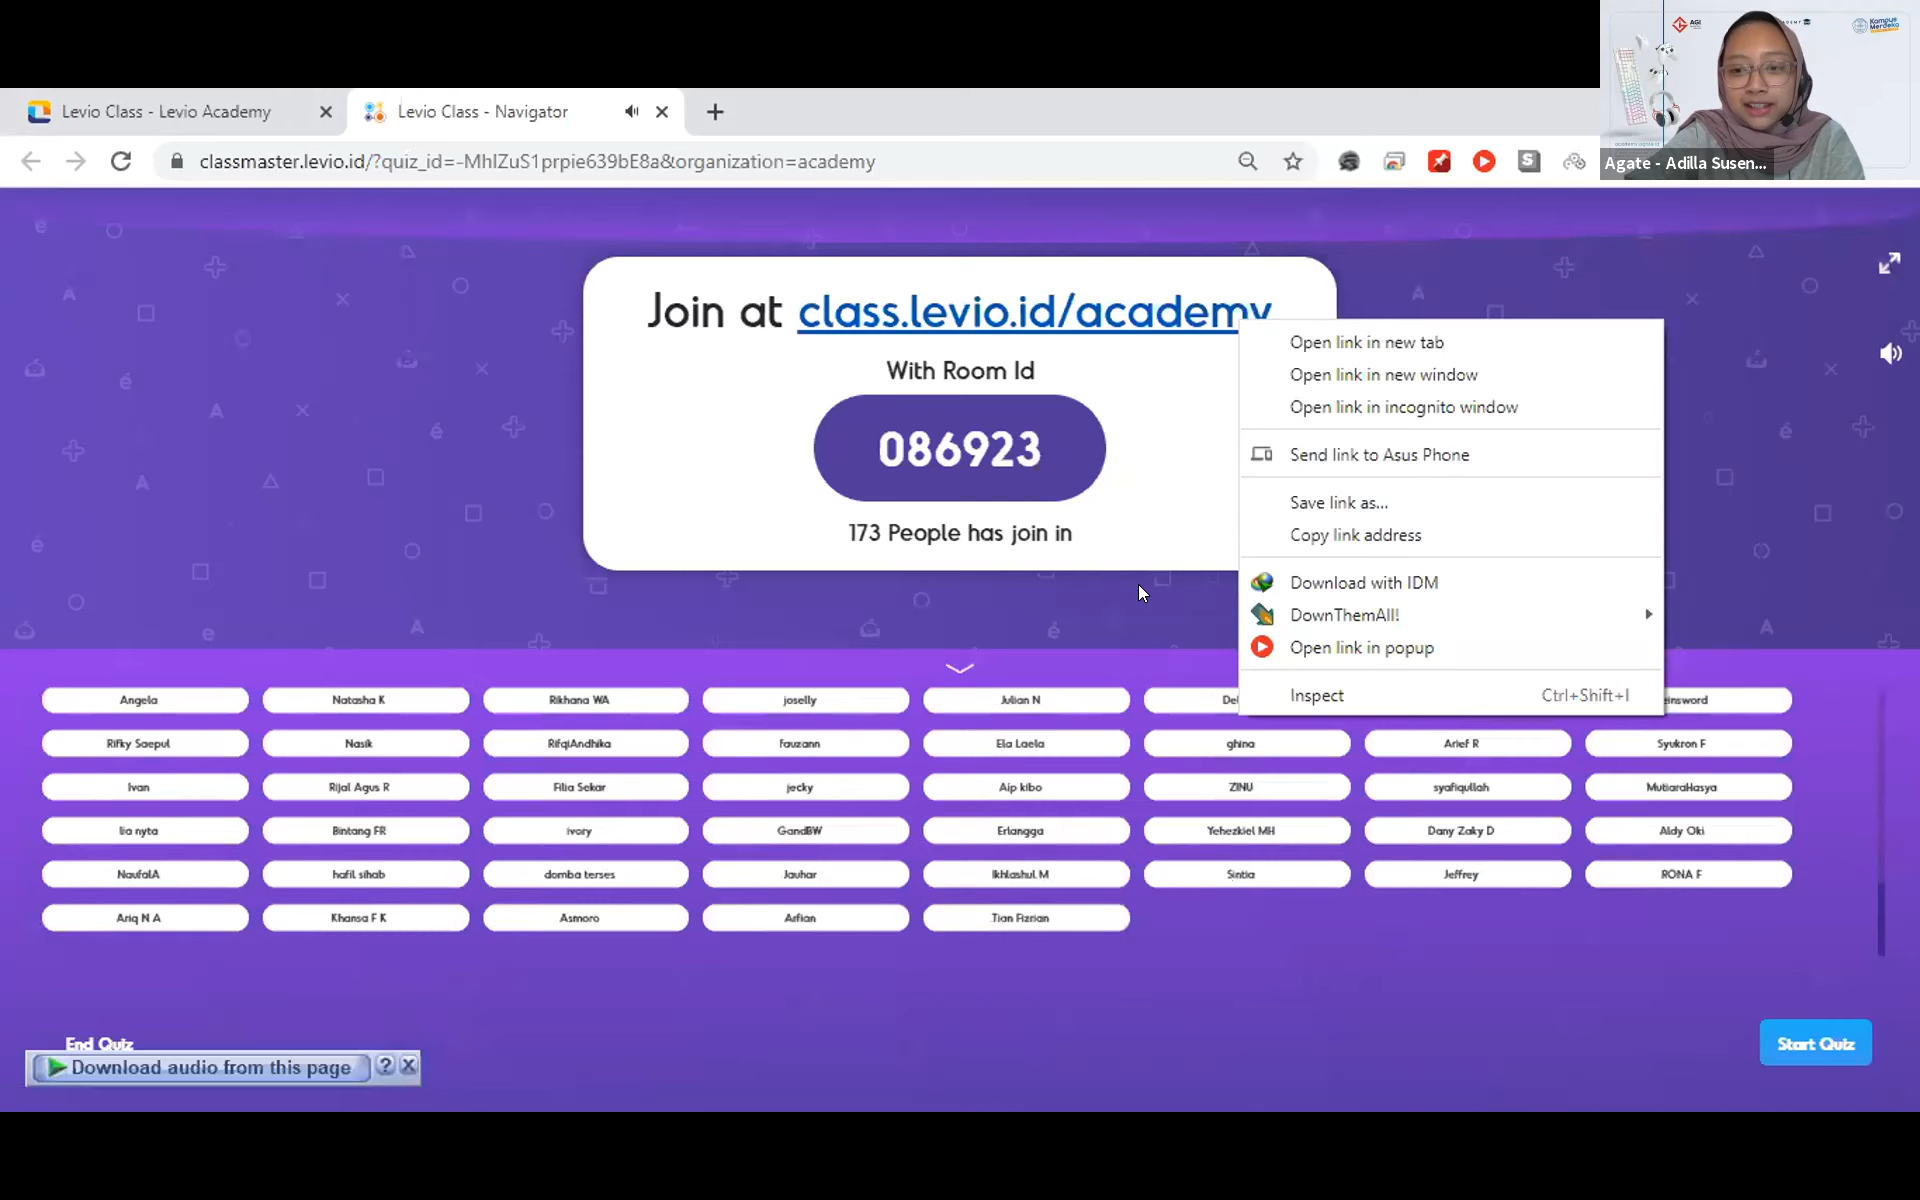 Levio Class - Levio Academy
Levio Class - Navigator
classmaster.levio.id/?quiz_id=-MhIZuS1prpie639bE8a&organization=academy
AGI
Kampus Merdeka
Agate - Adilla Susen...
Join at class.levio.id/academy
With Room Id
086923
173 People has join in
Open link in new tab
Open link in new window
Open link in incognito window
Send link to Asus Phone
Save link as...
Copy link address
Download with IDM
DownThemAll!
Open link in popup
Inspect Ctrl+Shift+I
Angela Natasha K Rikhana WA joselly Julian N
Rifky Saepul Nasik RifqiAndhika fauzann Ela Laela ghina Arief R Syukron F
Ivan Rijal Agus R Filia Sekar jecky Aip kibo ZINU syafiqullah MutiaraHasya
lia nyta Bintang FR ivory GandBW Erlangga Yehezkiel MH Dany Zaky D Aldy Oki
NaufalA hafil sihab domba terses Jauhar Ikhlashul M Sintia Jeffrey RONA F
Ariq N A Khansa F K Asmoro Arfian Tian Fizrian
End Quiz
Start Quiz
Download audio from this page